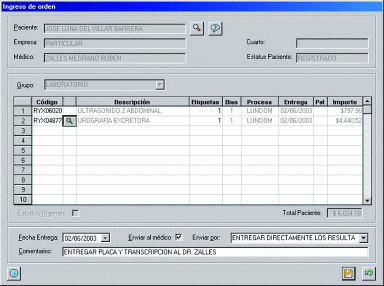 Ingreso de orden
Paciente: JOSE LUNA DEL VILLAR BARRERA
Empresa: PARTICULAR Cuarto:
Médico: ZALLES MEDRANO RUBEN Estatus Paciente: REGISTRADO
Grupo: LABORATORIO
Código Descripción Etiquetas Dias Proceso Entrega Pat Importe
1 RYX06020 ULTRASONIDO 2 ABDOMINAL 1 1 LUNDOM 02/06/2003 $797.90
2 RYX04877 UROGRAFIA EXCRETORA 1 1 LUNDOM 02/06/2003 $4,440.52
3
4
5
6
7
8
9
10
Estudios Urgentes Total Paciente: $ 6,024.18
Fecha Entrega: 02/06/2003 Enviar al médico Enviar por: ENTREGAR DIRECTAMENTE LOS RESULTA
Comentarios: ENTREGAR PLACA Y TRANSCRIPCION AL DR. ZALLES